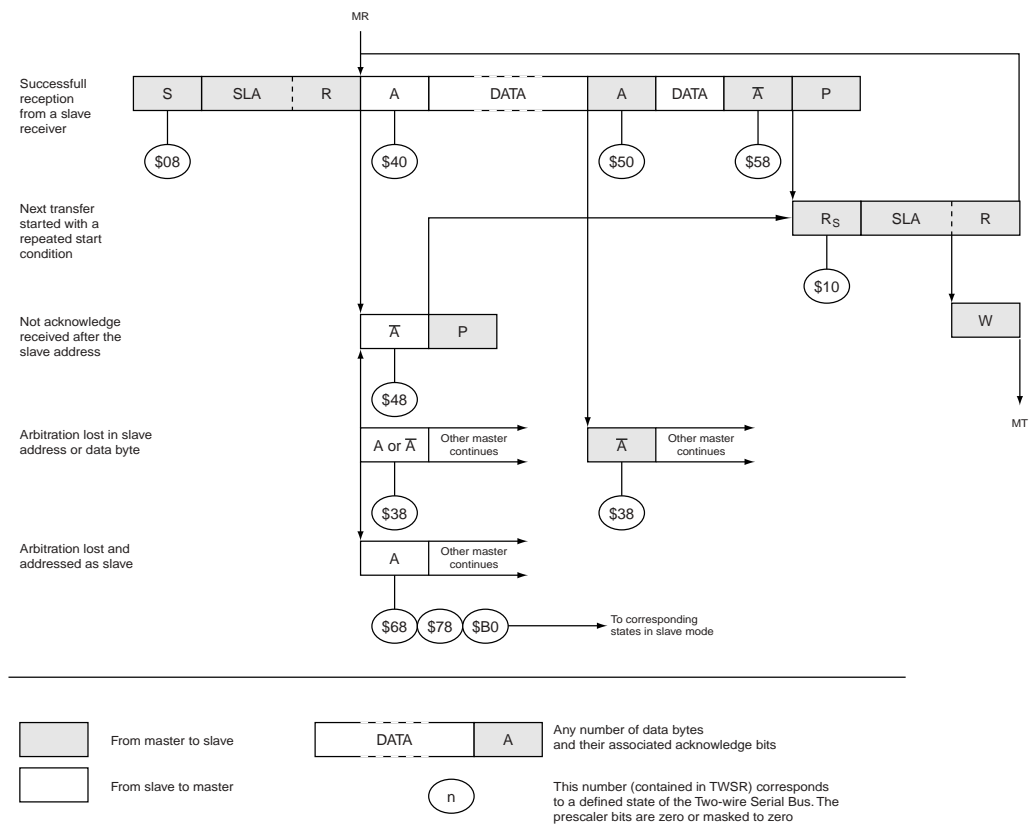 MR
Successfull
reception
from a slave
receiver
S SLA R A DATA A DATA A̅ P
$08 $40 $50 $58
Next transfer
started with a
repeated start
condition
RS SLA R
$10
Not acknowledge
received after the
slave address
A̅ P
W
$48
MT
Arbitration lost in slave
address or data byte
A or A̅ Other master
continues
A̅ Other master
continues
$38 $38
Arbitration lost and
addressed as slave
A Other master
continues
$68 $78 $B0
To corresponding
states in slave mode
From master to slave
From slave to master
DATA A
Any number of data bytes
and their associated acknowledge bits
n
This number (contained in TWSR) corresponds
to a defined state of the Two-wire Serial Bus. The
prescaler bits are zero or masked to zero